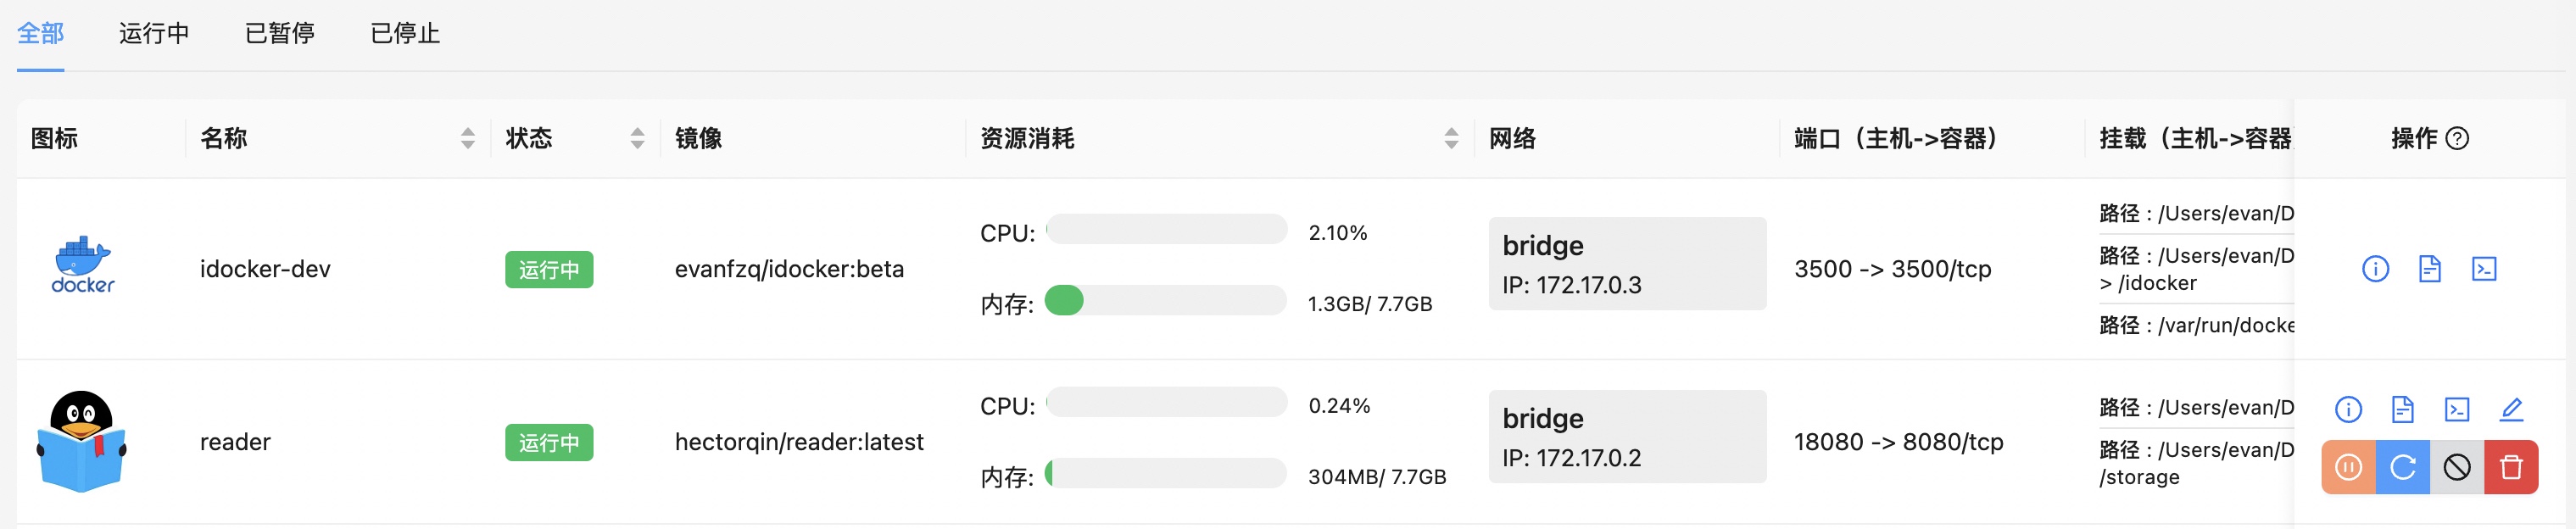 全部 运行中 已暂停 已停止
图标 名称 状态 镜像 资源消耗 网络 端口（主机->容器） 挂载（主机->容器 操作
docker
idocker-dev
运行中
evanfzq/idocker:beta
CPU: 2.10%
内存: 1.3GB/ 7.7GB
bridge
IP: 172.17.0.3
3500 -> 3500/tcp
路径：/Users/evan/D
路径：/Users/evan/D
> /idocker
路径：/var/run/docke
reader
运行中
hectorqin/reader:latest
CPU: 0.24%
内存: 304MB/ 7.7GB
bridge
IP: 172.17.0.2
18080 -> 8080/tcp
路径：/Users/evan/D
路径：/Users/evan/D
/storage